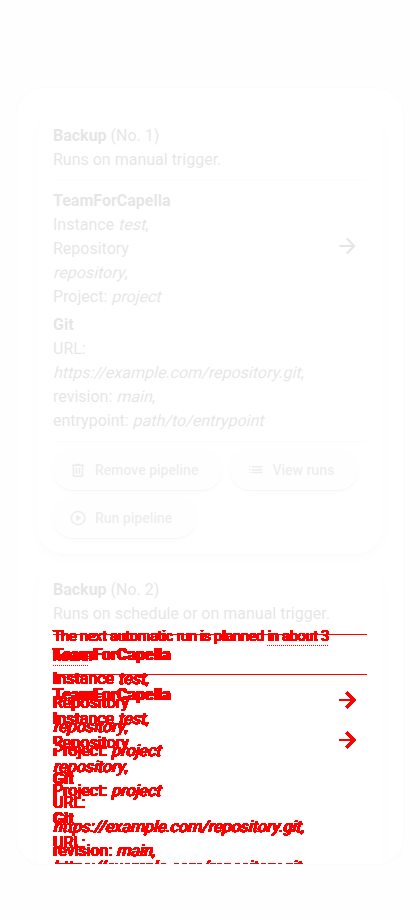 Backup (No. 1)
Runs on manual trigger.
TeamForCapella
Instance test,
Repository
repository,
Project: project
Git
URL:
https://example.com/repository.git,
revision: main,
entrypoint: path/to/entrypoint
Remove pipeline
View runs
Run pipeline
Backup (No. 2)
Runs on schedule or on manual trigger.
The next automatic run is planned in about 3
TeamForCapella
Instance test,
TeamForCapella
Repository
Instance test,
repository,
Repository
Project: project
repository,
Git
Project: project
URL:
Git
https://example.com/repository.git,
URL:
revision: main,